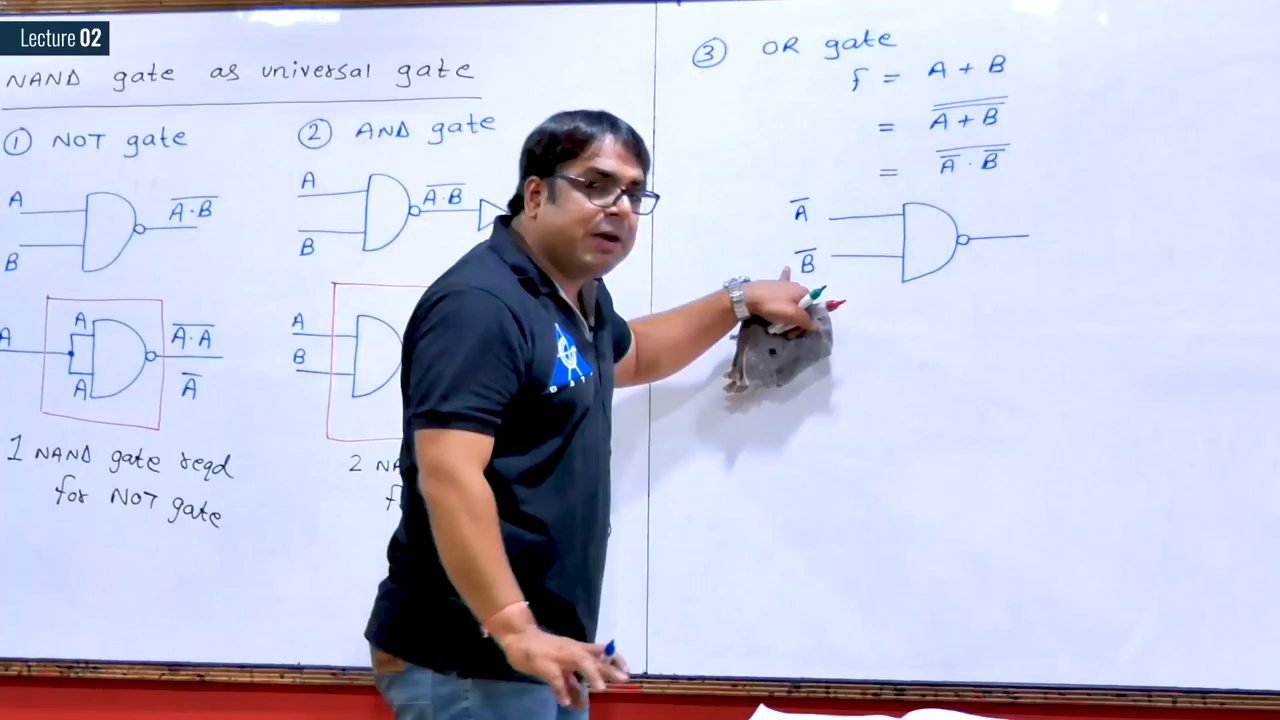 Lecture 02
NAND gate as universal gate
① NOT gate
A
B
A̅·̅B̅
A
A
A
A̅·̅A̅
A̅
1 NAND gate reqd
for NOT gate
② AND gate
A
B
A̅·̅B̅
A
B
2
③ OR gate
f = A + B
= A̿ ̿+̿ ̿B̿
= \overline{A̅ · B̅}
A̅
B̅